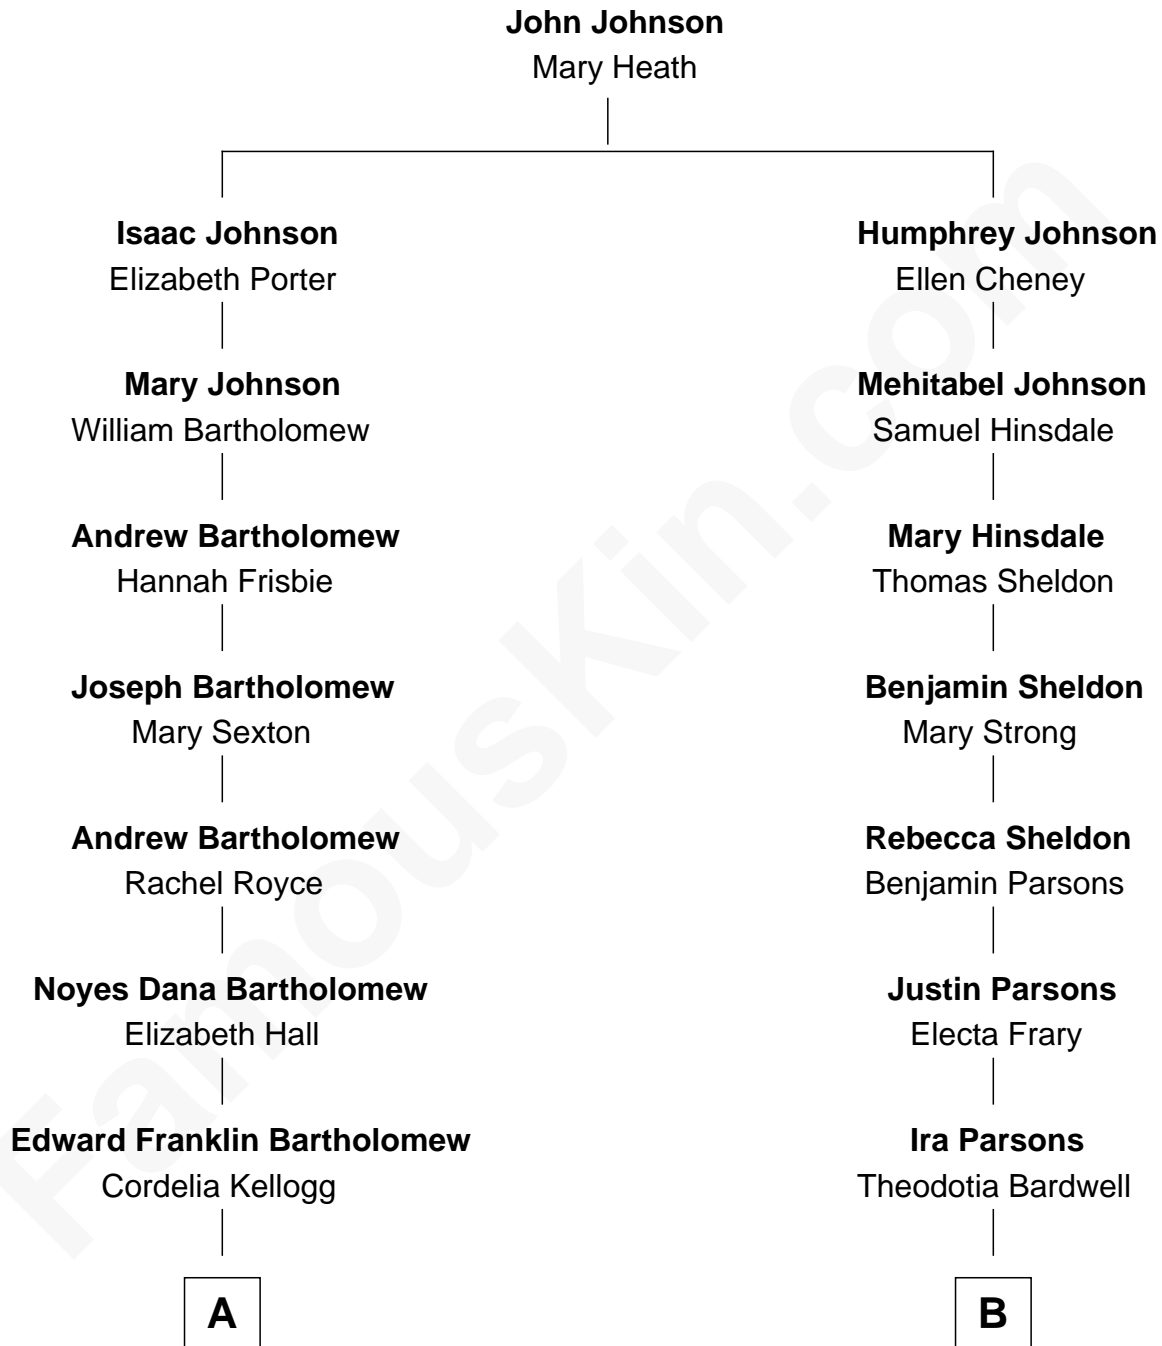 John Johnson
Mary Heath
Isaac Johnson
Elizabeth Porter
Humphrey Johnson
Ellen Cheney
Mary Johnson
William Bartholomew
Mehitabel Johnson
Samuel Hinsdale
Andrew Bartholomew
Hannah Frisbie
Mary Hinsdale
Thomas Sheldon
Joseph Bartholomew
Mary Sexton
Benjamin Sheldon
Mary Strong
Andrew Bartholomew
Rachel Royce
Rebecca Sheldon
Benjamin Parsons
Noyes Dana Bartholomew
Elizabeth Hall
Justin Parsons
Electa Frary
Edward Franklin Bartholomew
Cordelia Kellogg
Ira Parsons
Theodotia Bardwell
A
B
FamousKin.com